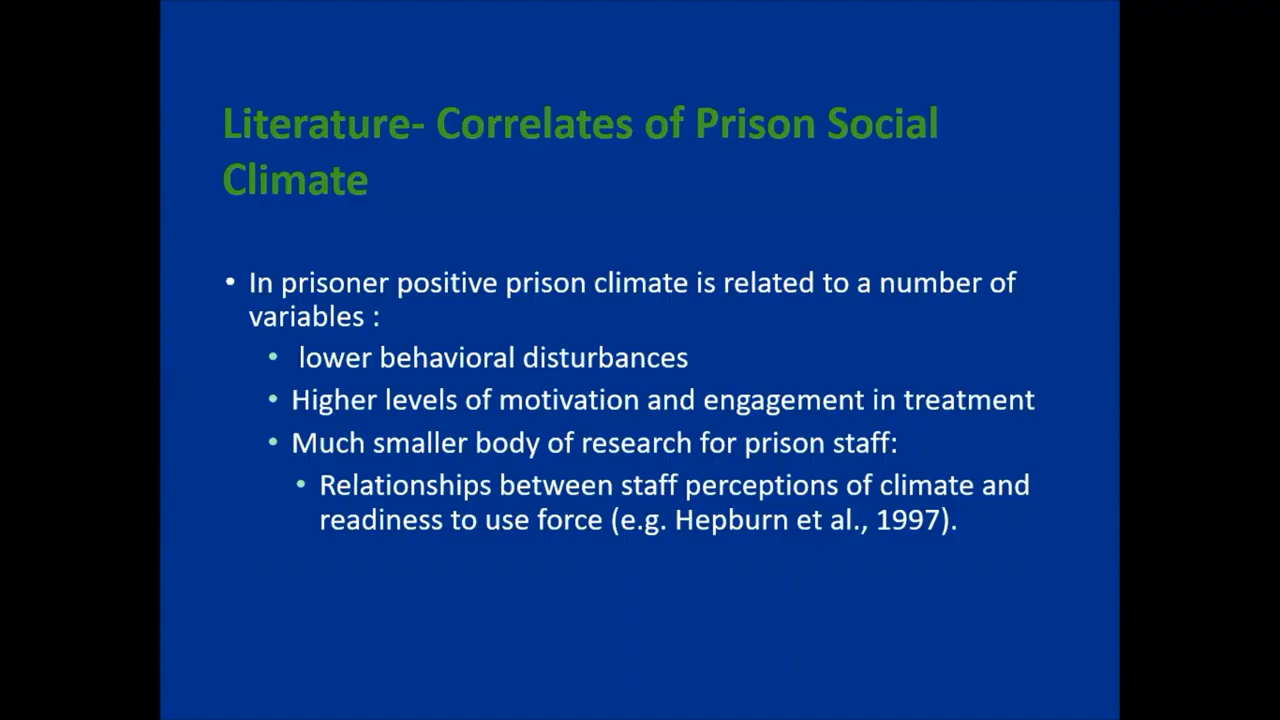 Literature- Correlates of Prison Social
Climate
• In prisoner positive prison climate is related to a number of
variables :
• lower behavioral disturbances
• Higher levels of motivation and engagement in treatment
• Much smaller body of research for prison staff:
• Relationships between staff perceptions of climate and
readiness to use force (e.g. Hepburn et al., 1997).